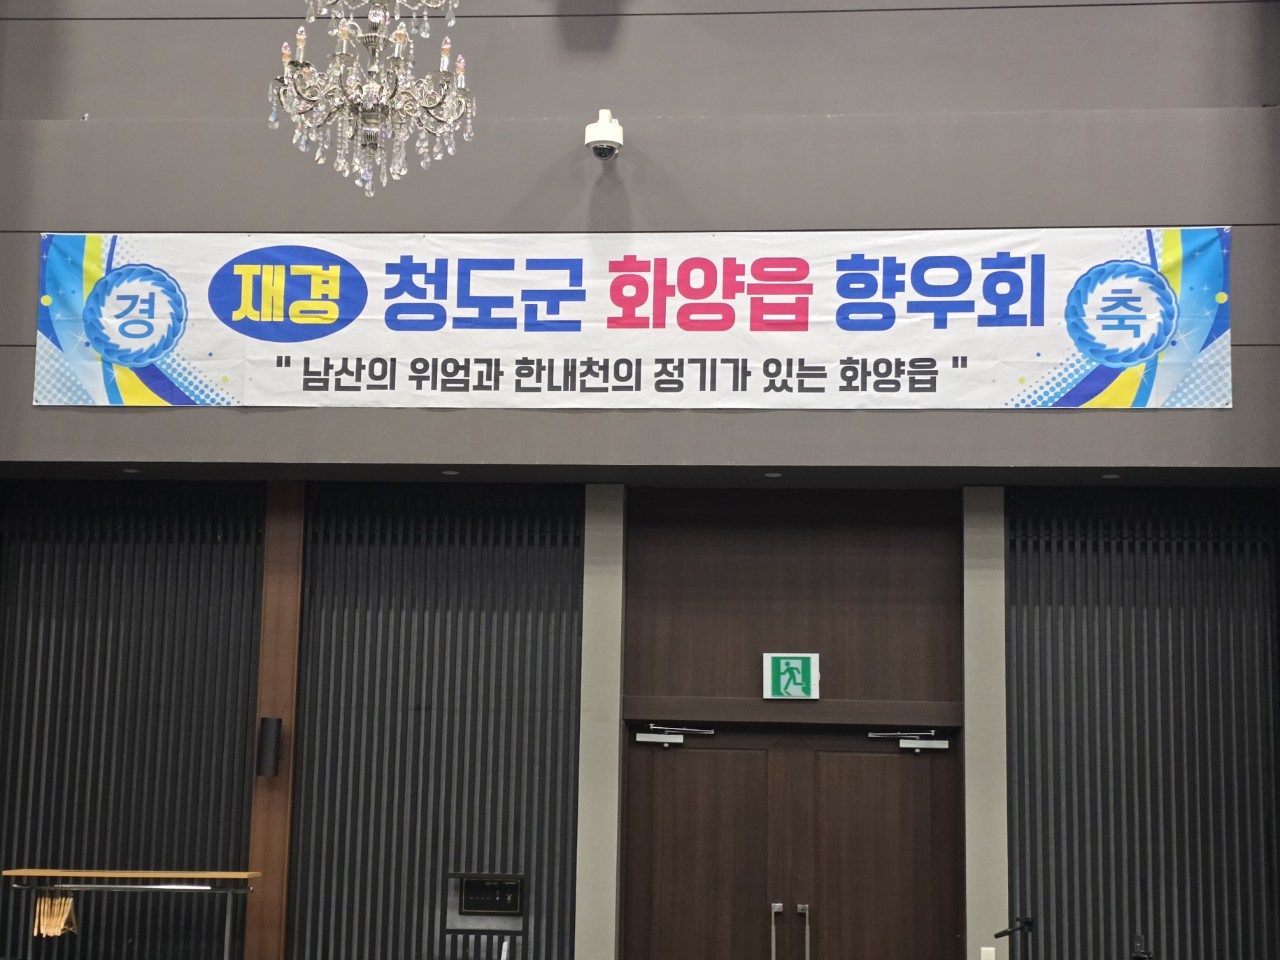 경 재경 청도군 화양읍 향우회 축
" 남산의 위엄과 한내천의 정기가 있는 화양읍 "